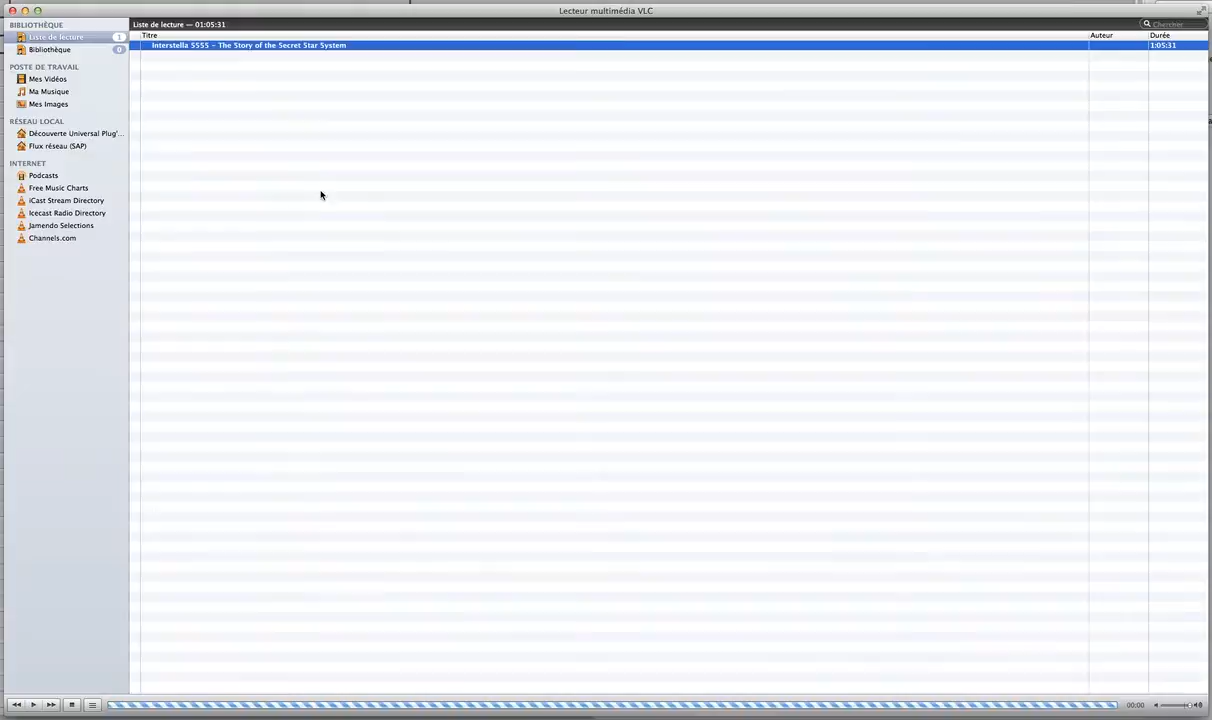 Lecteur multimédia VLC
BIBLIOTHÈQUE
Liste de lecture 1
Bibliothèque 0
POSTE DE TRAVAIL
Mes Vidéos
Ma Musique
Mes Images
RÉSEAU LOCAL
Découverte Universal Plug'...
Flux réseau (SAP)
INTERNET
Podcasts
Free Music Charts
iCast Stream Directory
Icecast Radio Directory
Jamendo Selections
Channels.com
Liste de lecture — 01:05:31
Chercher
Titre Auteur Durée
Interstella 5555 - The Story of the Secret Star System 1:05:31
00:00